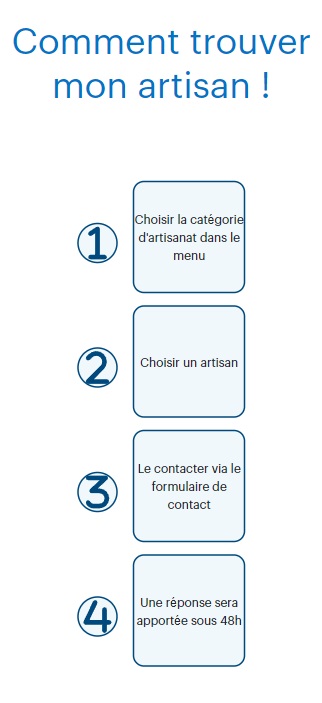 Comment trouver
mon artisan !
1
Choisir la catégorie
d'artisanat dans le
menu
2
Choisir un artisan
3
Le contacter via le
formulaire de
contact
4
Une réponse sera
apportée sous 48h